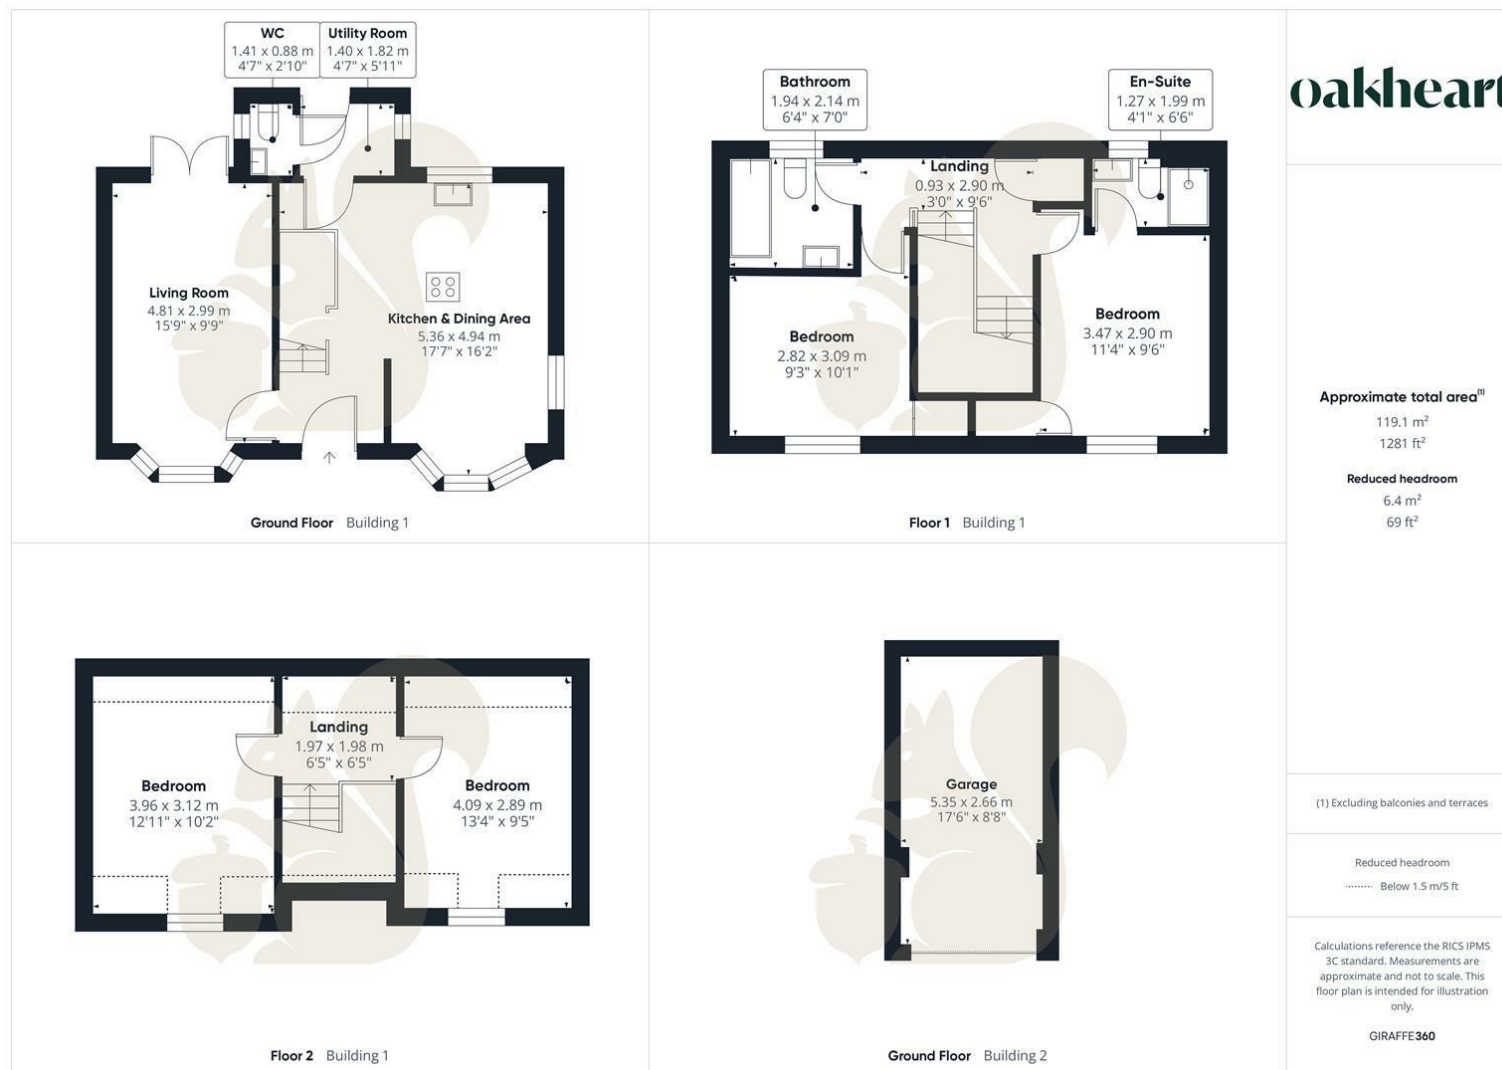 WC
1.41 x 0.88 m
4'7" x 2'10"
Utility Room
1.40 x 1.82 m
4'7" x 5'11"
Living Room
4.81 x 2.99 m
15'9" x 9'9"
Kitchen & Dining Area
5.36 x 4.94 m
17'7" x 16'2"
Ground Floor Building 1
Bathroom
1.94 x 2.14 m
6'4" x 7'0"
En-Suite
1.27 x 1.99 m
4'1" x 6'6"
Landing
0.93 x 2.90 m
3'0" x 9'6"
Bedroom
2.82 x 3.09 m
9'3" x 10'1"
Bedroom
3.47 x 2.90 m
11'4" x 9'6"
Floor 1 Building 1
Bedroom
3.96 x 3.12 m
12'11" x 10'2"
Landing
1.97 x 1.98 m
6'5" x 6'5"
Bedroom
4.09 x 2.89 m
13'4" x 9'5"
Floor 2 Building 1
Garage
5.35 x 2.66 m
17'6" x 8'8"
Ground Floor Building 2
oakheart
Approximate total area(1)
119.1 m²
1281 ft²
Reduced headroom
6.4 m²
69 ft²
(1) Excluding balconies and terraces
Reduced headroom
Below 1.5 m/5 ft
Calculations reference the RICS IPMS
3C standard. Measurements are
approximate and not to scale. This
floor plan is intended for illustration
only.
GIRAFFE360